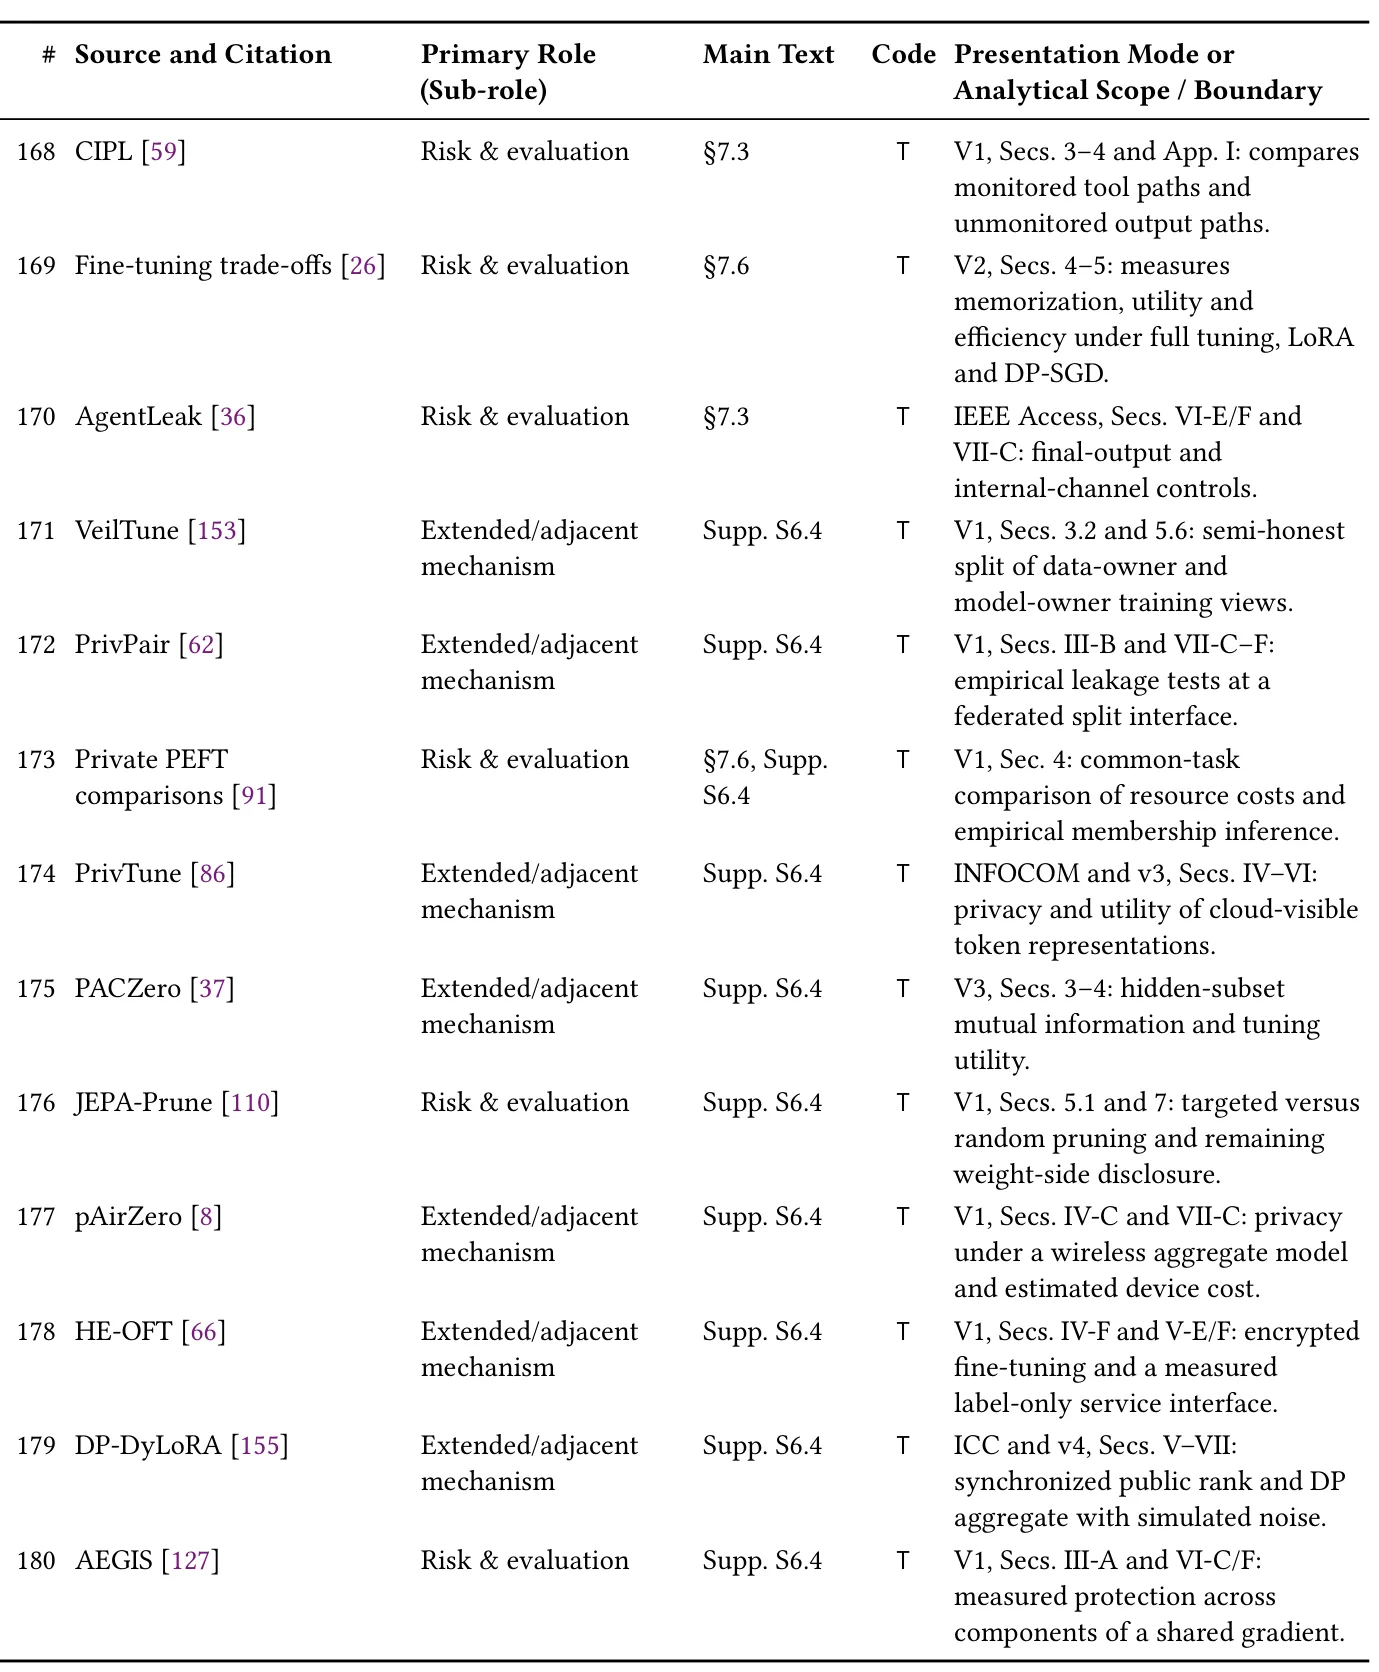 # Source and Citation Primary Role Main Text Code Presentation Mode or
(Sub-role) Analytical Scope / Boundary
168 CIPL [59] Risk & evaluation §7.3 T V1, Secs. 3–4 and App. I: compares
monitored tool paths and
unmonitored output paths.
169 Fine-tuning trade-offs [26] Risk & evaluation §7.6 T V2, Secs. 4–5: measures
memorization, utility and
efficiency under full tuning, LoRA
and DP-SGD.
170 AgentLeak [36] Risk & evaluation §7.3 T IEEE Access, Secs. VI-E/F and
VII-C: final-output and
internal-channel controls.
171 VeilTune [153] Extended/adjacent Supp. S6.4 T V1, Secs. 3.2 and 5.6: semi-honest
mechanism split of data-owner and
model-owner training views.
172 PrivPair [62] Extended/adjacent Supp. S6.4 T V1, Secs. III-B and VII-C–F:
mechanism empirical leakage tests at a
federated split interface.
173 Private PEFT Risk & evaluation §7.6, Supp. T V1, Sec. 4: common-task
comparisons [91] S6.4 comparison of resource costs and
empirical membership inference.
174 PrivTune [86] Extended/adjacent Supp. S6.4 T INFOCOM and v3, Secs. IV–VI:
mechanism privacy and utility of cloud-visible
token representations.
175 PACZero [37] Extended/adjacent Supp. S6.4 T V3, Secs. 3–4: hidden-subset
mechanism mutual information and tuning
utility.
176 JEPA-Prune [110] Risk & evaluation Supp. S6.4 T V1, Secs. 5.1 and 7: targeted versus
random pruning and remaining
weight-side disclosure.
177 pAirZero [8] Extended/adjacent Supp. S6.4 T V1, Secs. IV-C and VII-C: privacy
mechanism under a wireless aggregate model
and estimated device cost.
178 HE-OFT [66] Extended/adjacent Supp. S6.4 T V1, Secs. IV-F and V-E/F: encrypted
mechanism fine-tuning and a measured
label-only service interface.
179 DP-DyLoRA [155] Extended/adjacent Supp. S6.4 T ICC and v4, Secs. V–VII:
mechanism synchronized public rank and DP
aggregate with simulated noise.
180 AEGIS [127] Risk & evaluation Supp. S6.4 T V1, Secs. III-A and VI-C/F:
measured protection across
components of a shared gradient.